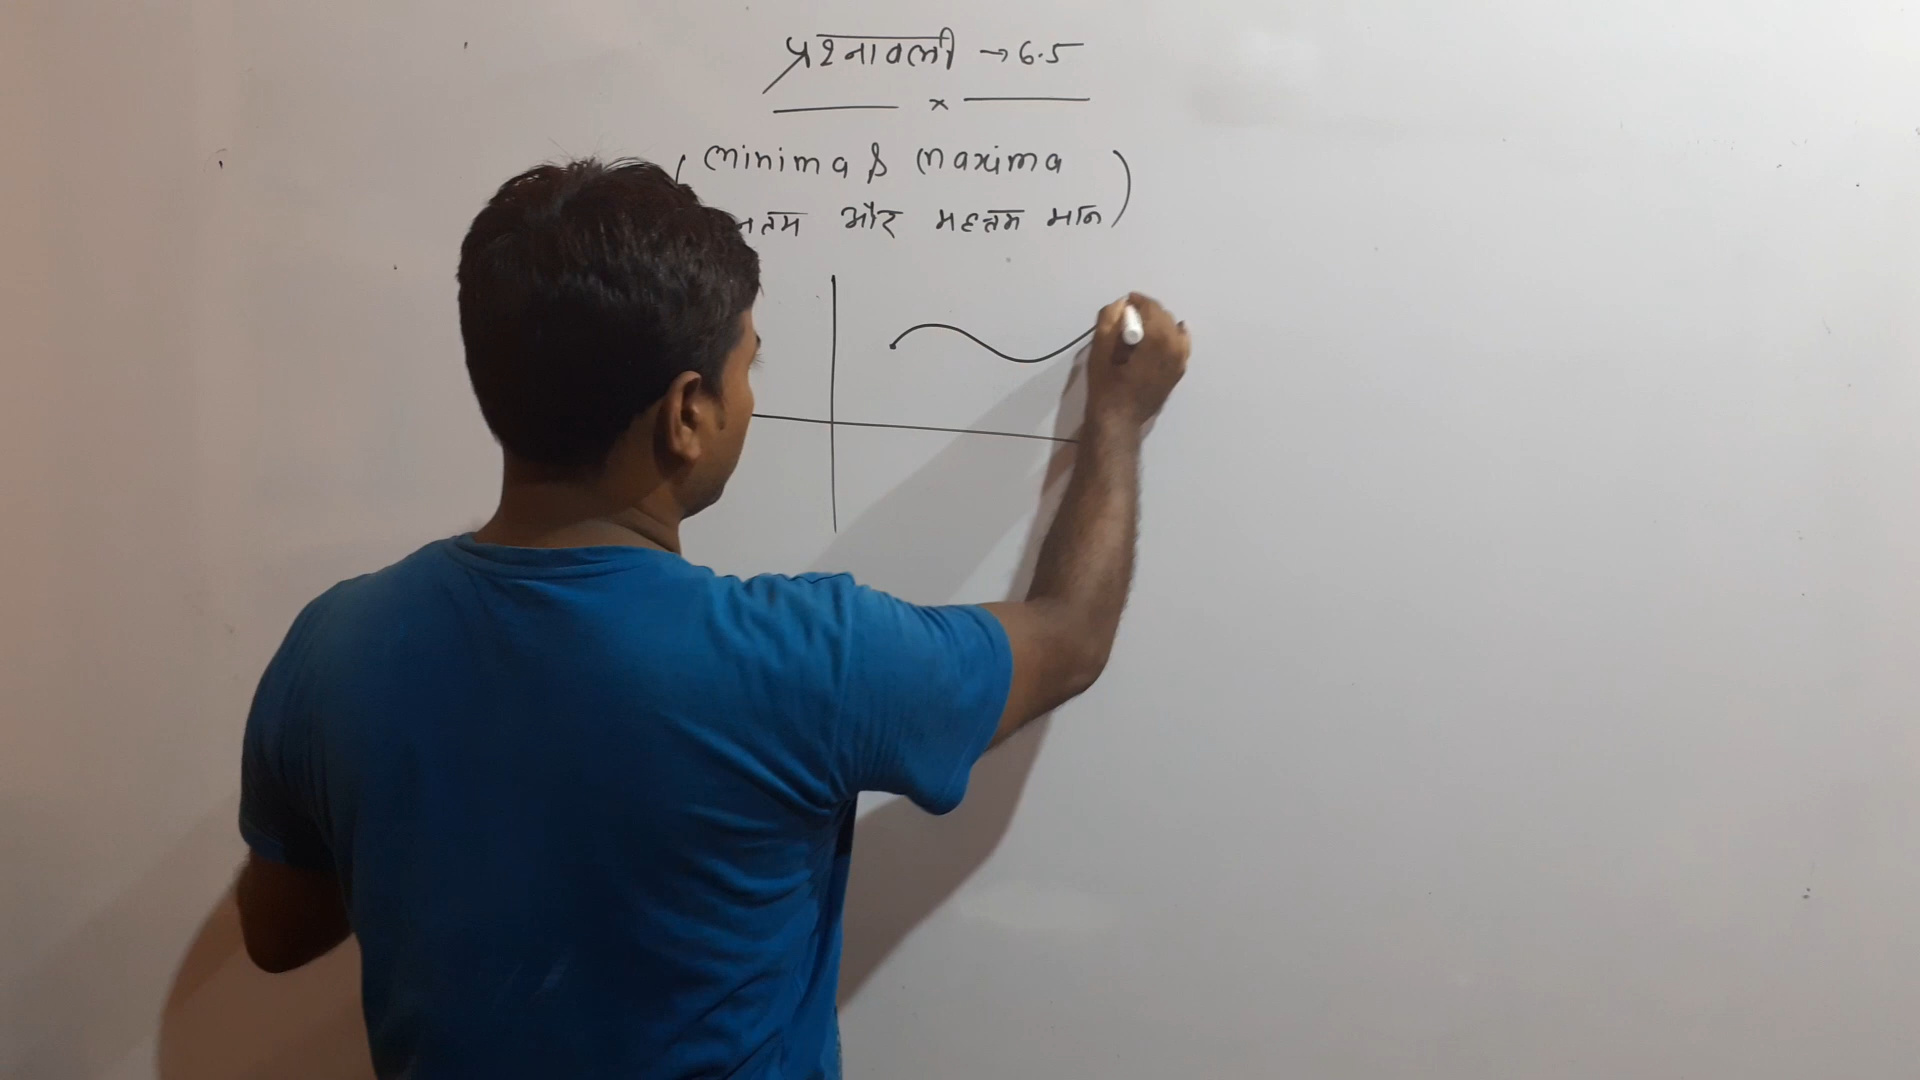 प्रश्नावली → 6.5
x
( Minima & Maxima )
नतम और महत्तम मान